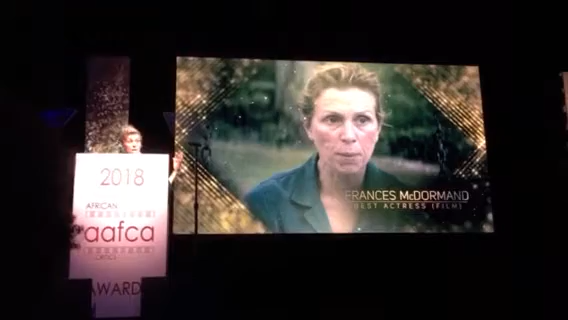 2018
AFRICAN
aafca
AWARD
FRANCES McDORMAND
BEST ACTRESS (FILM)